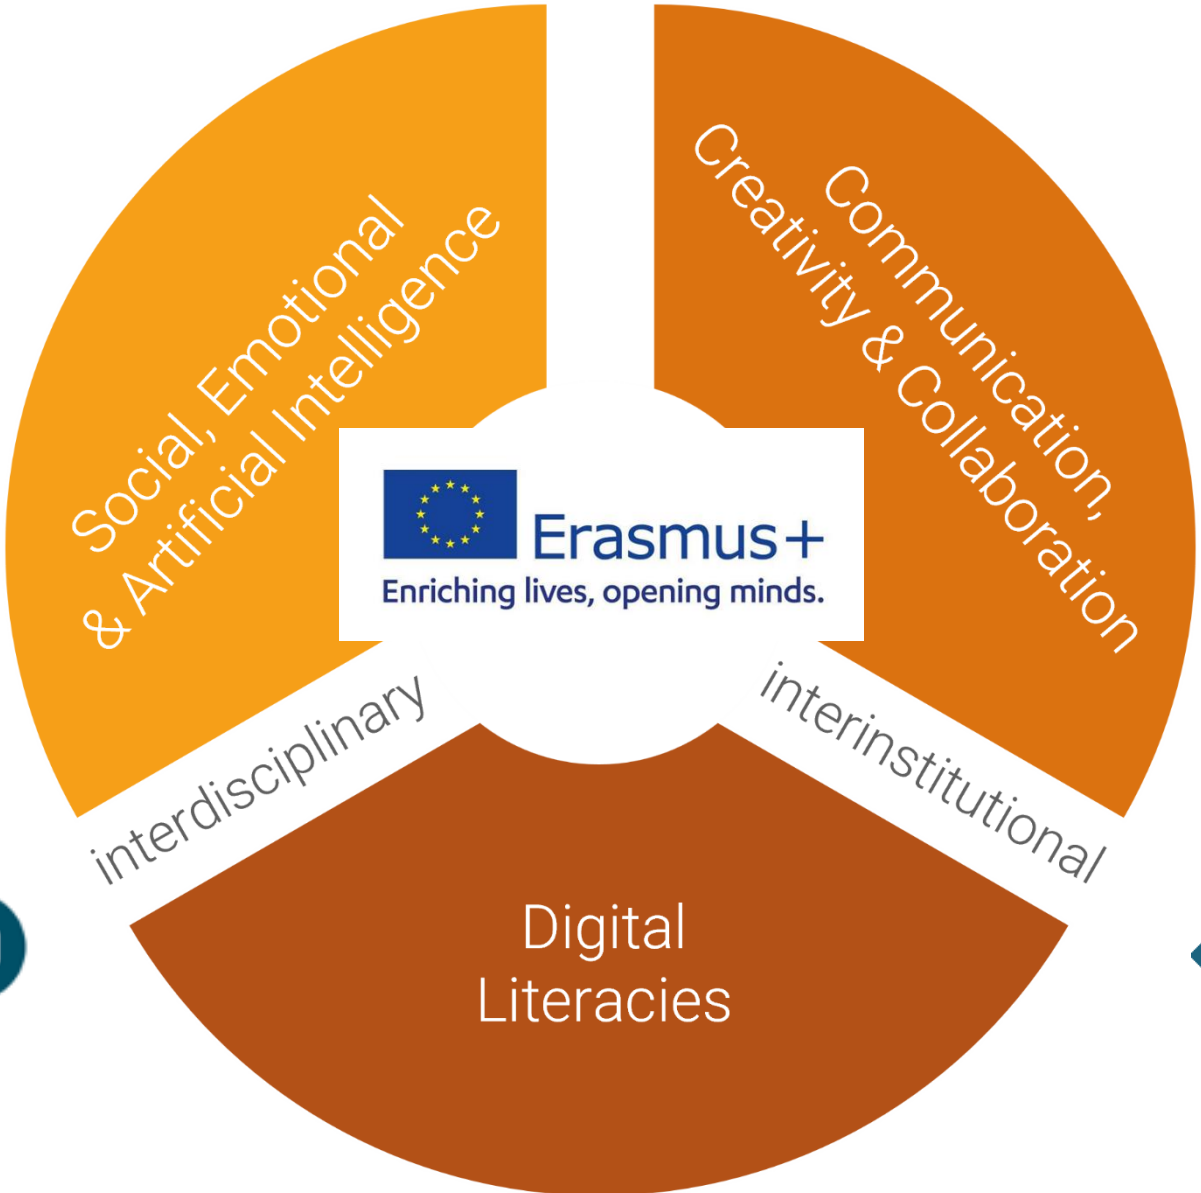 Social, Emotional
& Artificial Intelligence
Communication,
Creativity & Collaboration
Erasmus+
Enriching lives, opening minds.
interdisciplinary
interinstitutional
Digital
Literacies